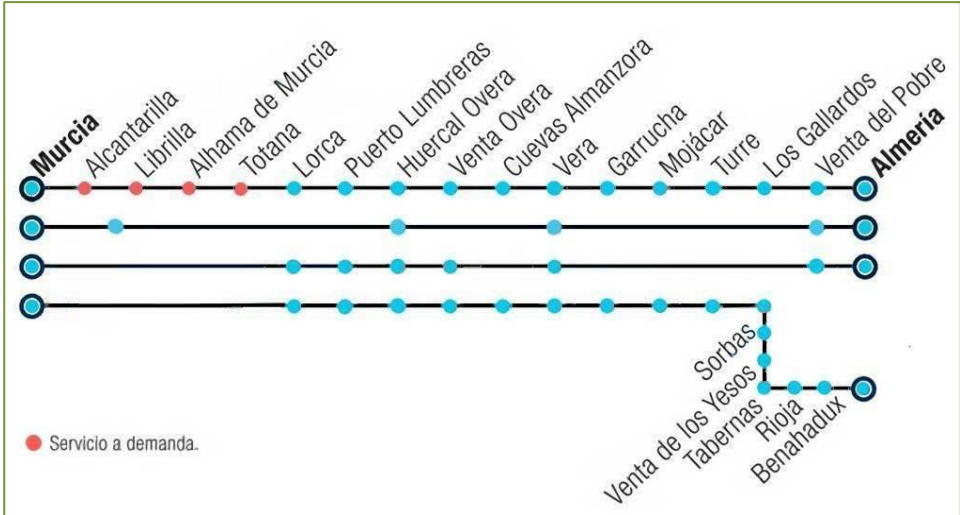 Murcia
Alcantarilla
Librilla
Alhama de Murcia
Totana
Lorca
Puerto Lumbreras
Huercal Overa
Venta Overa
Cuevas Almanzora
Vera
Garrucha
Mojácar
Turre
Los Gallardos
Venta del Pobre
Almería
Sorbas
Venta de los Yesos
Tabernas
Rioja
Benahadux
Servicio a demanda.